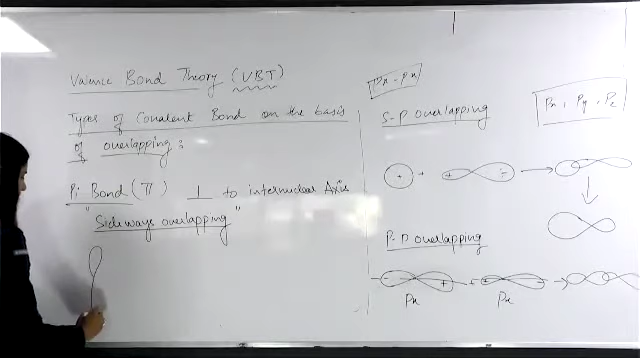 Valence Bond Theory (VBT)
Types of Covalent Bond on the basis
of overlapping :
Pi Bond (π) ⊥ to internuclear Axis
"Sideways overlapping"
Px - Px
S-P overlapping
Px, Py, Pz
+ + + -
P-P overlapping
- + + -
Px Px